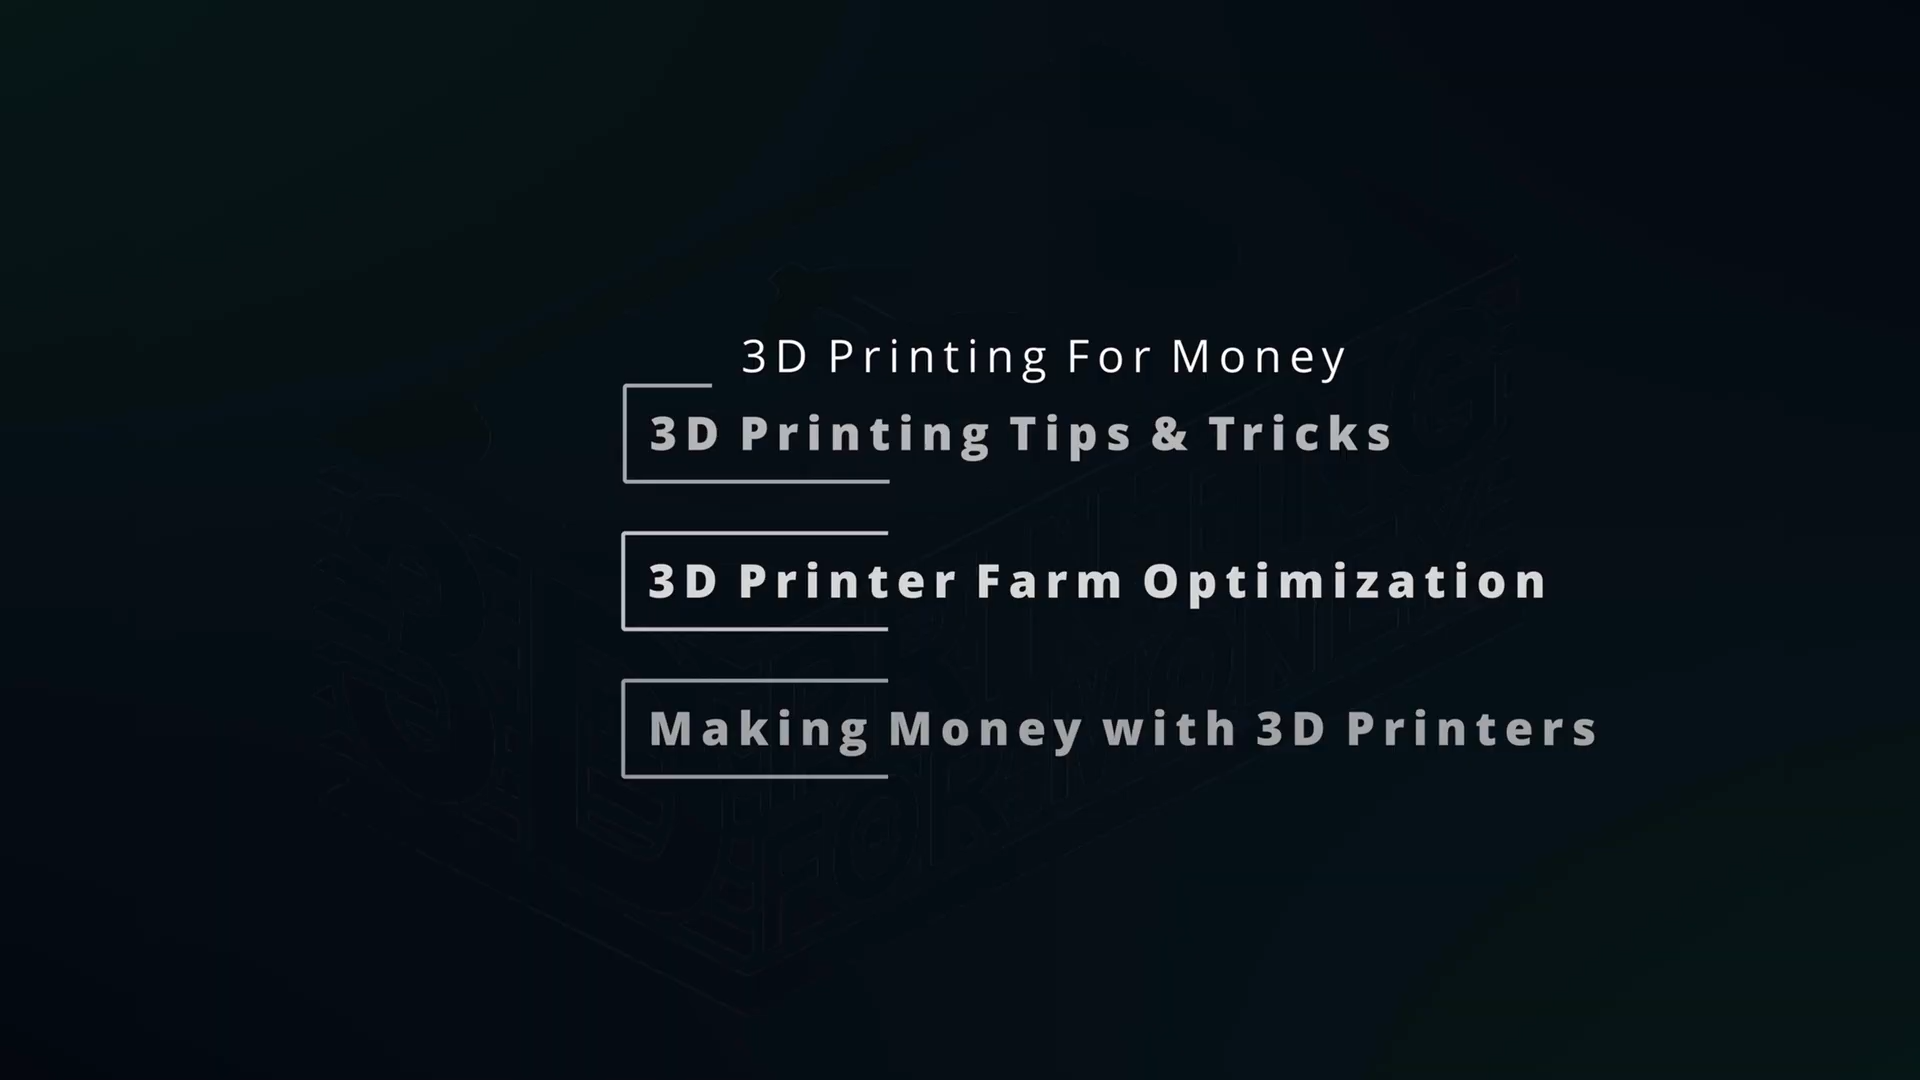 3D Printing For Money
3D Printing Tips & Tricks
3D Printer Farm Optimization
Making Money with 3D Printers